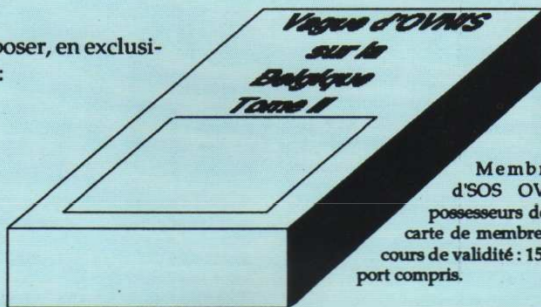 poser, en exclusi-
:
Vague d'OVNIS
sur la
Belgique
Tome II
Membr
d'SOS OV
possesseurs de
carte de membre
cours de validité : 15
port compris.